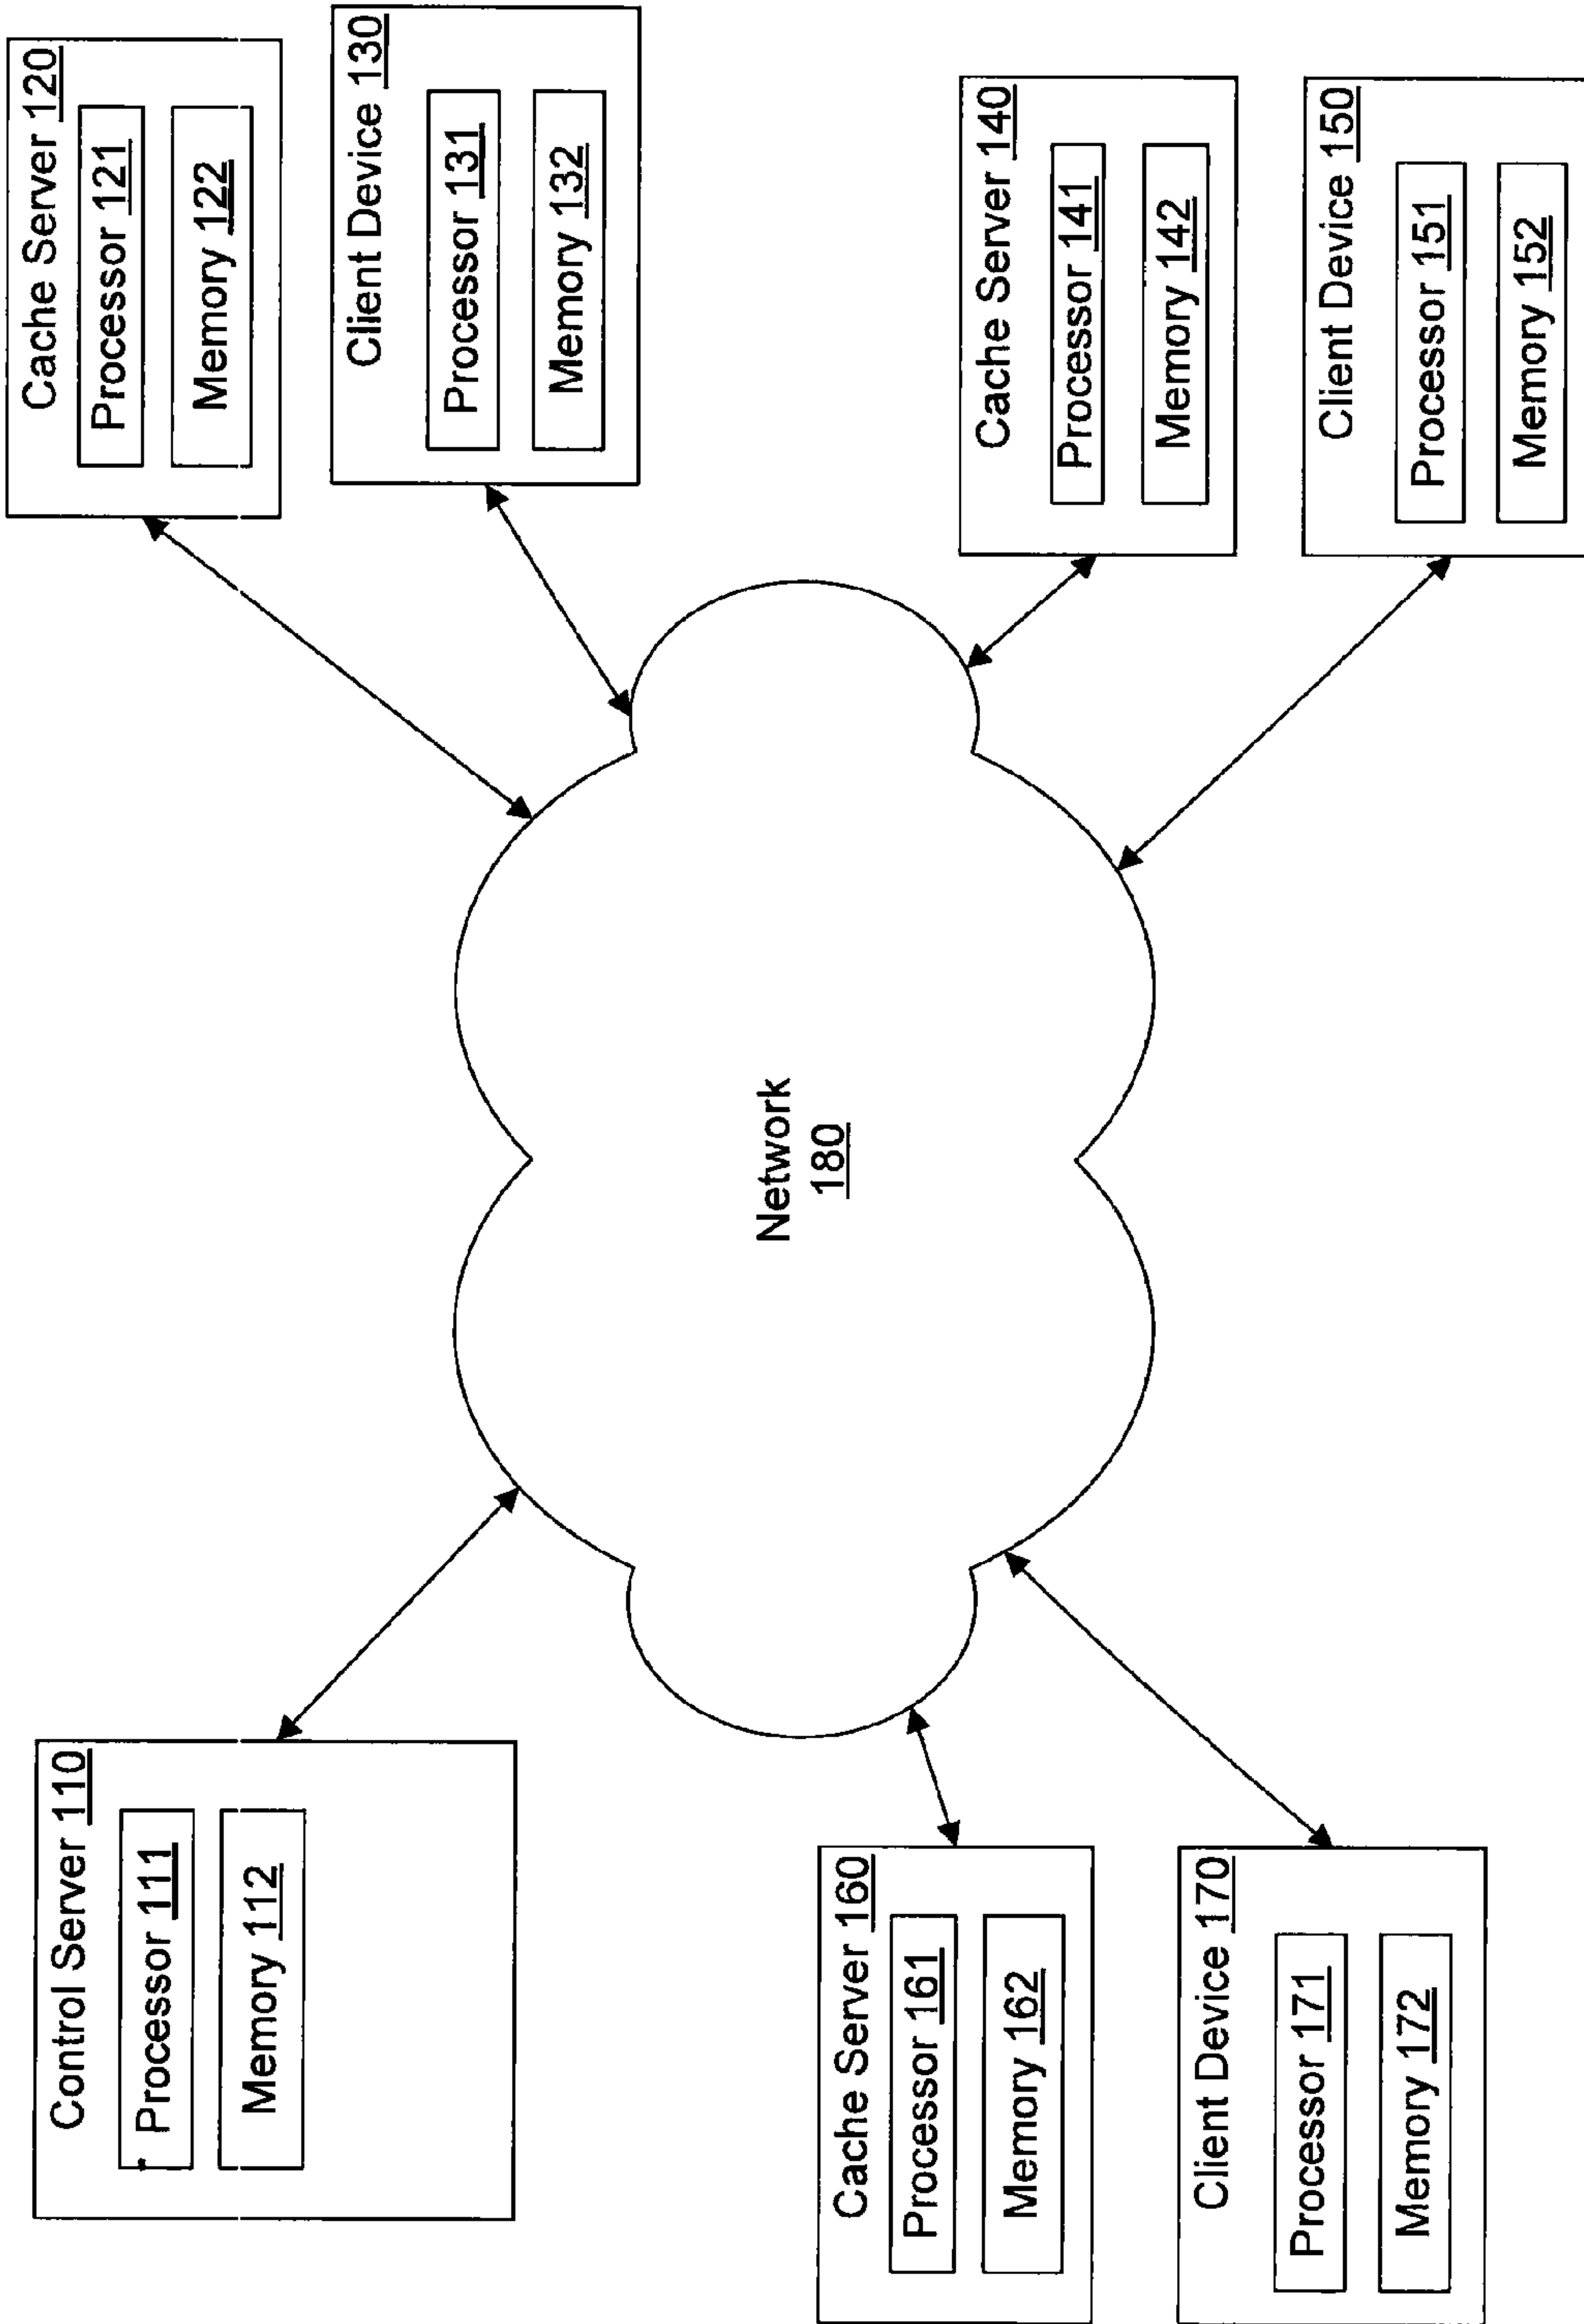 Control Server 110
Processor 111
Memory 112
Cache Server 120
Processor 121
Memory 122
Client Device 130
Processor 131
Memory 132
Network
180
Cache Server 160
Processor 161
Memory 162
Client Device 170
Processor 171
Memory 172
Cache Server 140
Processor 141
Memory 142
Client Device 150
Processor 151
Memory 152